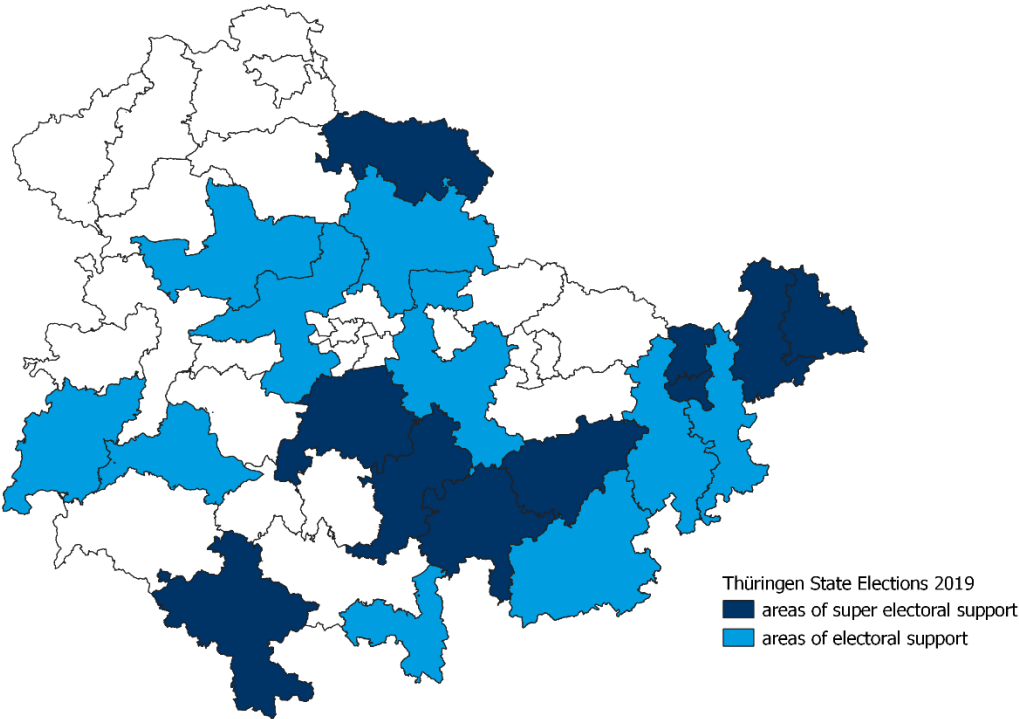 Thüringen State Elections 2019
areas of super electoral support
areas of electoral support